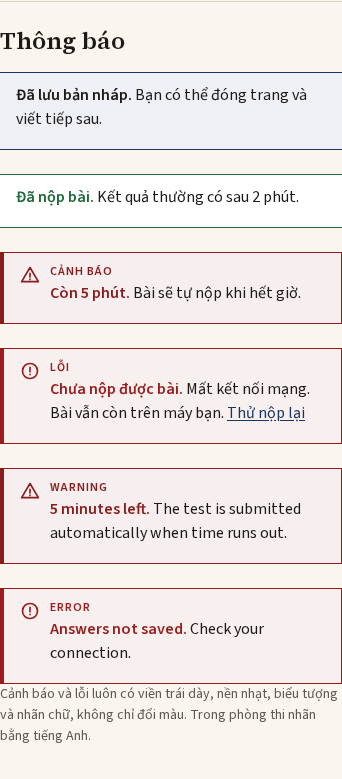 Thông báo
Đã lưu bản nháp. Bạn có thể đóng trang và
viết tiếp sau.
Đã nộp bài. Kết quả thường có sau 2 phút.
CẢNH BÁO
Còn 5 phút. Bài sẽ tự nộp khi hết giờ.
LỖI
Chưa nộp được bài. Mất kết nối mạng.
Bài vẫn còn trên máy bạn. Thử nộp lại
WARNING
5 minutes left. The test is submitted
automatically when time runs out.
ERROR
Answers not saved. Check your
connection.
Cảnh báo và lỗi luôn có viền trái dày, nền nhạt, biểu tượng
và nhãn chữ, không chỉ đổi màu. Trong phòng thi nhãn
bằng tiếng Anh.